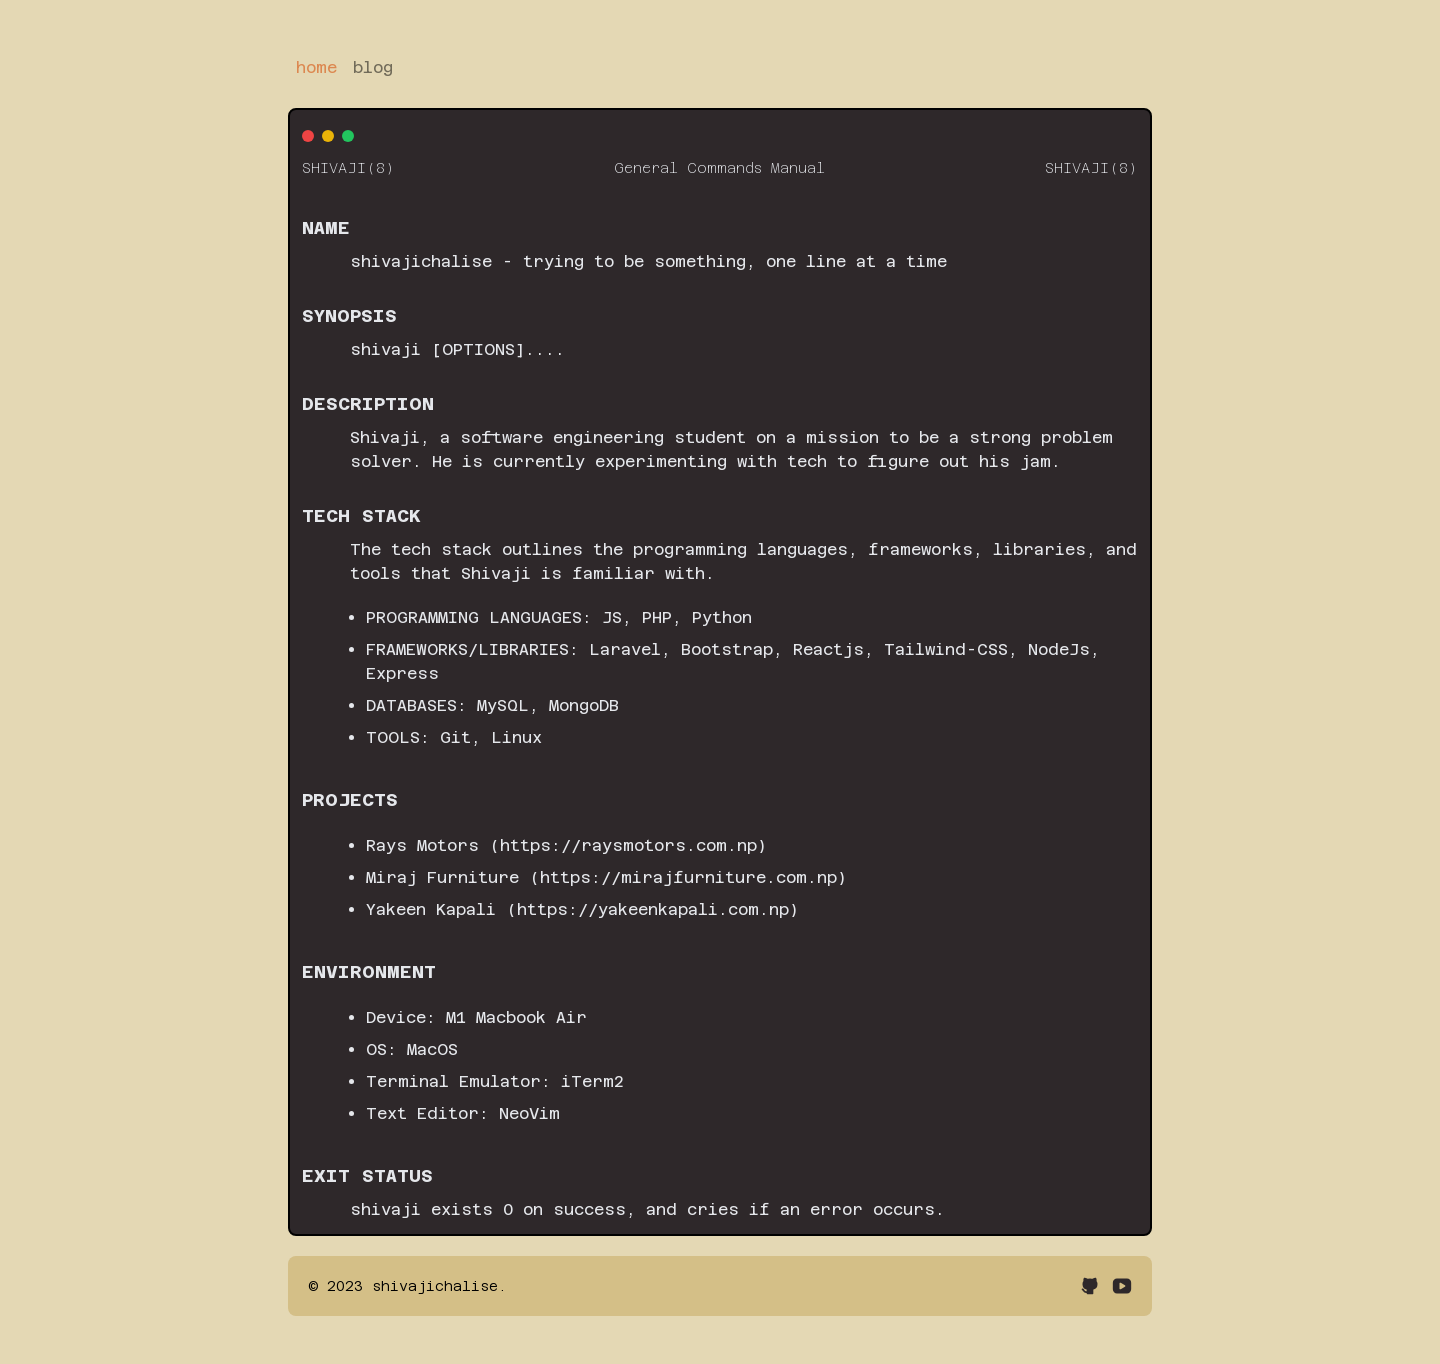 home blog
SHIVAJI(8) General Commands Manual SHIVAJI(8)
NAME
shivajichalise - trying to be something, one line at a time
SYNOPSIS
shivaji [OPTIONS]....
DESCRIPTION
Shivaji, a software engineering student on a mission to be a strong problem
solver. He is currently experimenting with tech to figure out his jam.
TECH STACK
The tech stack outlines the programming languages, frameworks, libraries, and
tools that Shivaji is familiar with.
• PROGRAMMING LANGUAGES: JS, PHP, Python
• FRAMEWORKS/LIBRARIES: Laravel, Bootstrap, Reactjs, Tailwind-CSS, NodeJs,
Express
• DATABASES: MySQL, MongoDB
• TOOLS: Git, Linux
PROJECTS
• Rays Motors (https://raysmotors.com.np)
• Miraj Furniture (https://mirajfurniture.com.np)
• Yakeen Kapali (https://yakeenkapali.com.np)
ENVIRONMENT
• Device: M1 Macbook Air
• OS: MacOS
• Terminal Emulator: iTerm2
• Text Editor: NeoVim
EXIT STATUS
shivaji exists 0 on success, and cries if an error occurs.
© 2023 shivajichalise.